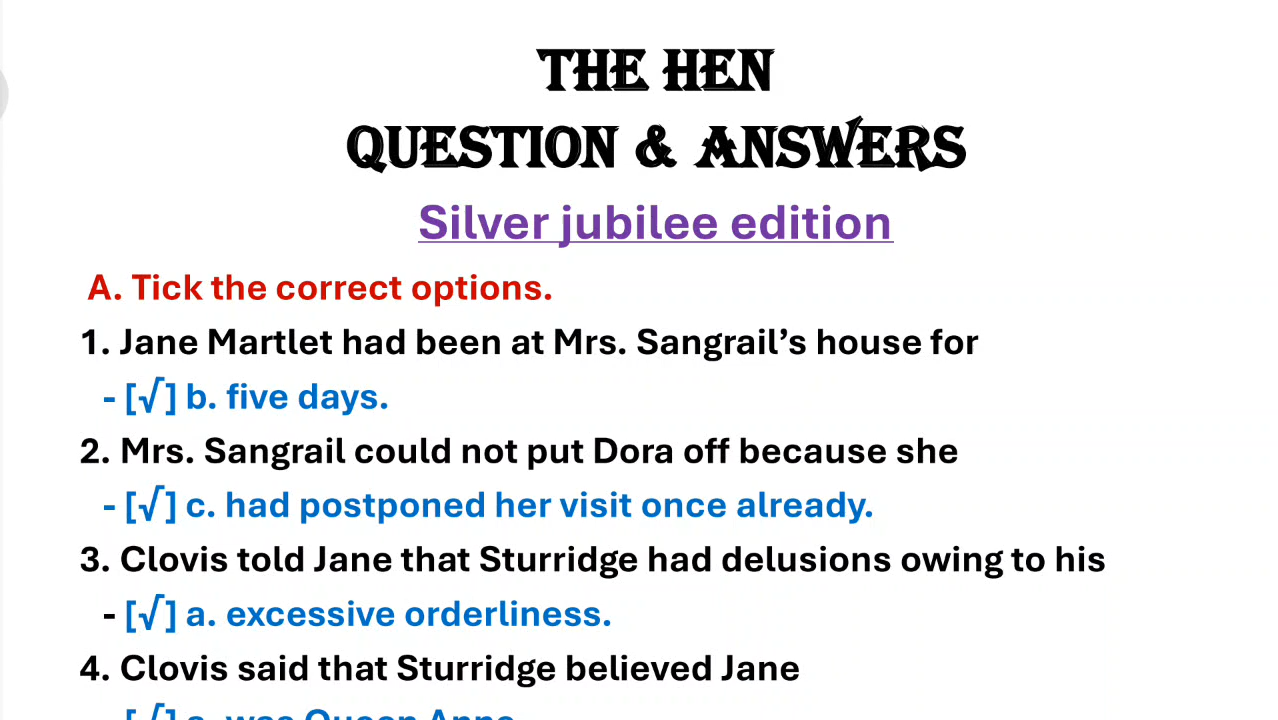 THE HEN
QUESTION & ANSWERS
Silver jubilee edition
A. Tick the correct options.
1. Jane Martlet had been at Mrs. Sangrail’s house for
- [√] b. five days.
2. Mrs. Sangrail could not put Dora off because she
- [√] c. had postponed her visit once already.
3. Clovis told Jane that Sturridge had delusions owing to his
- [√] a. excessive orderliness.
4. Clovis said that Sturridge believed Jane
- [√] a. was Queen Anne.